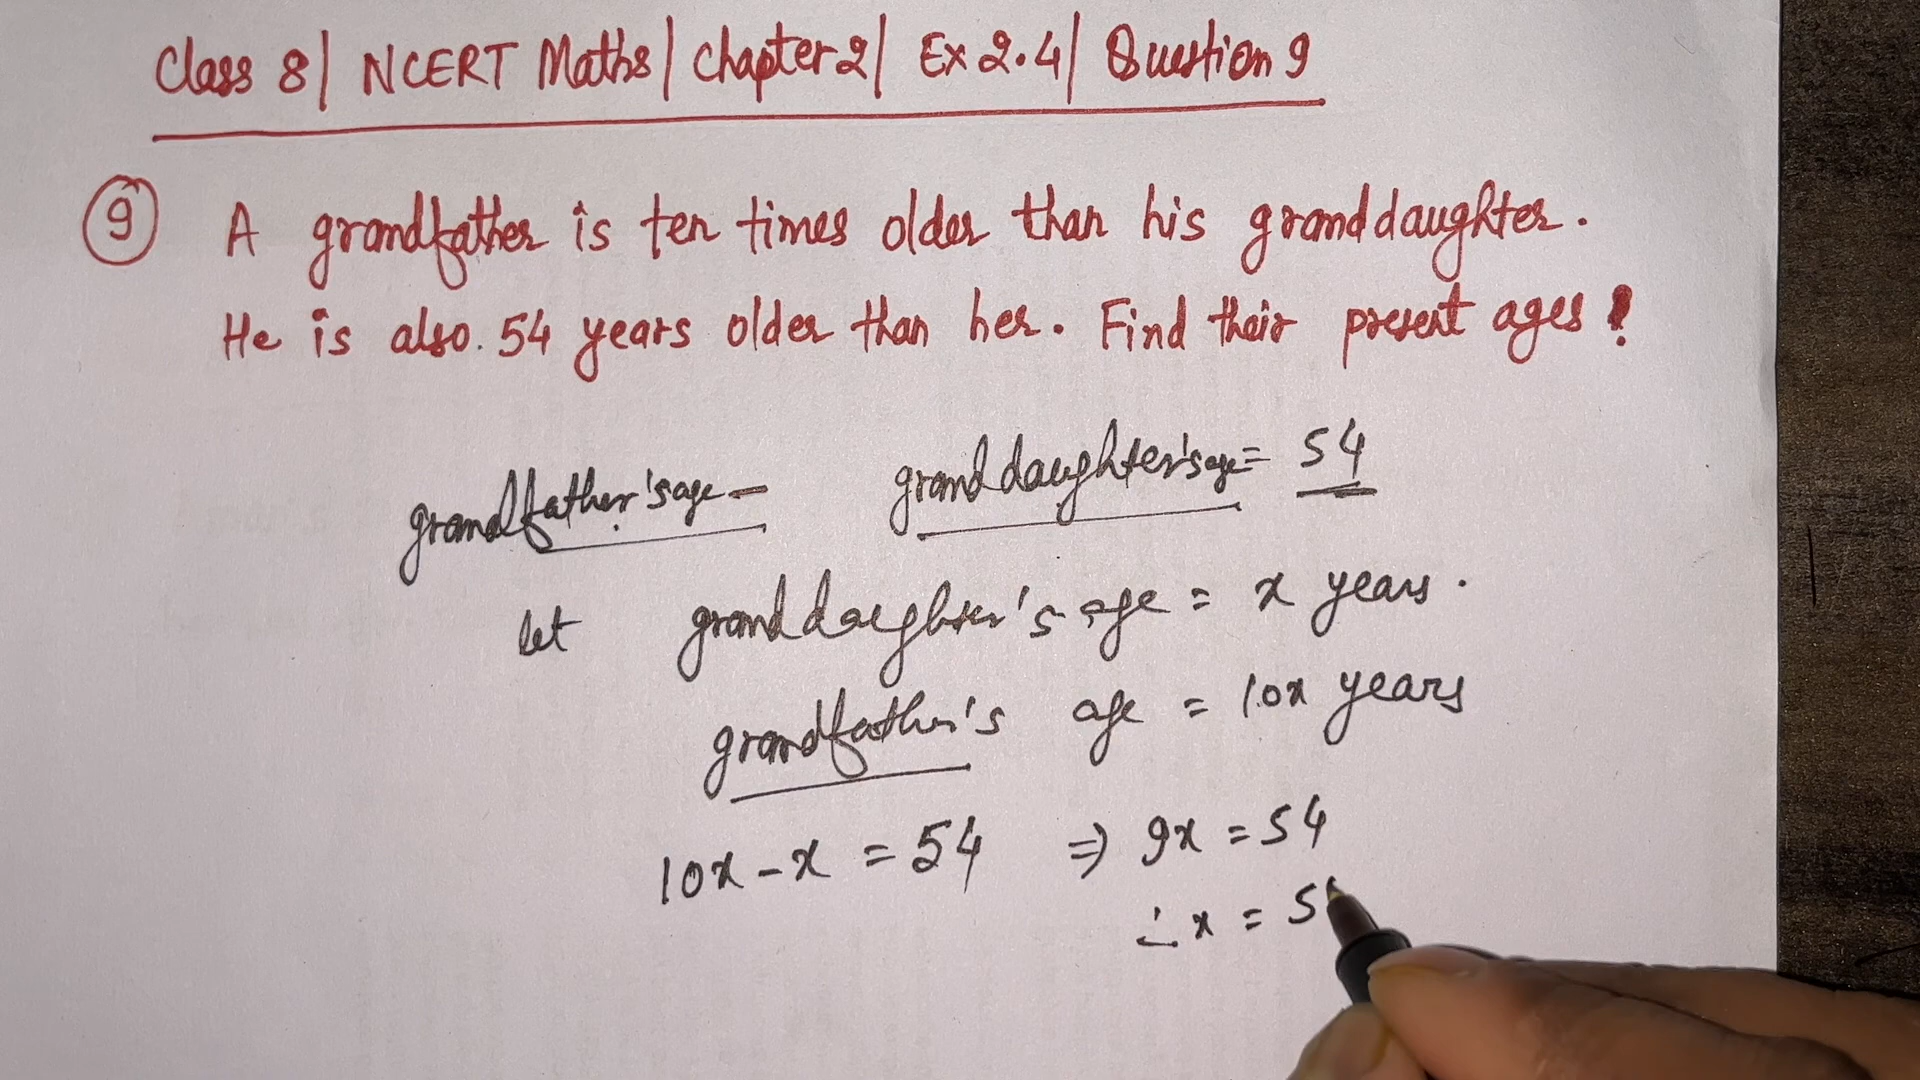 Class 8 | NCERT Maths | Chapter 2 | Ex 2.4 | Question 9
9 A grandfather is ten times older than his granddaughter.
He is also 54 years older than her. Find their present ages?
grandfather's age - granddaughter's age = 54
let granddaughter's age = x years.
grandfather's age = 10x years
10x - x = 54 ⇒ 9x = 54
∴ x = 5